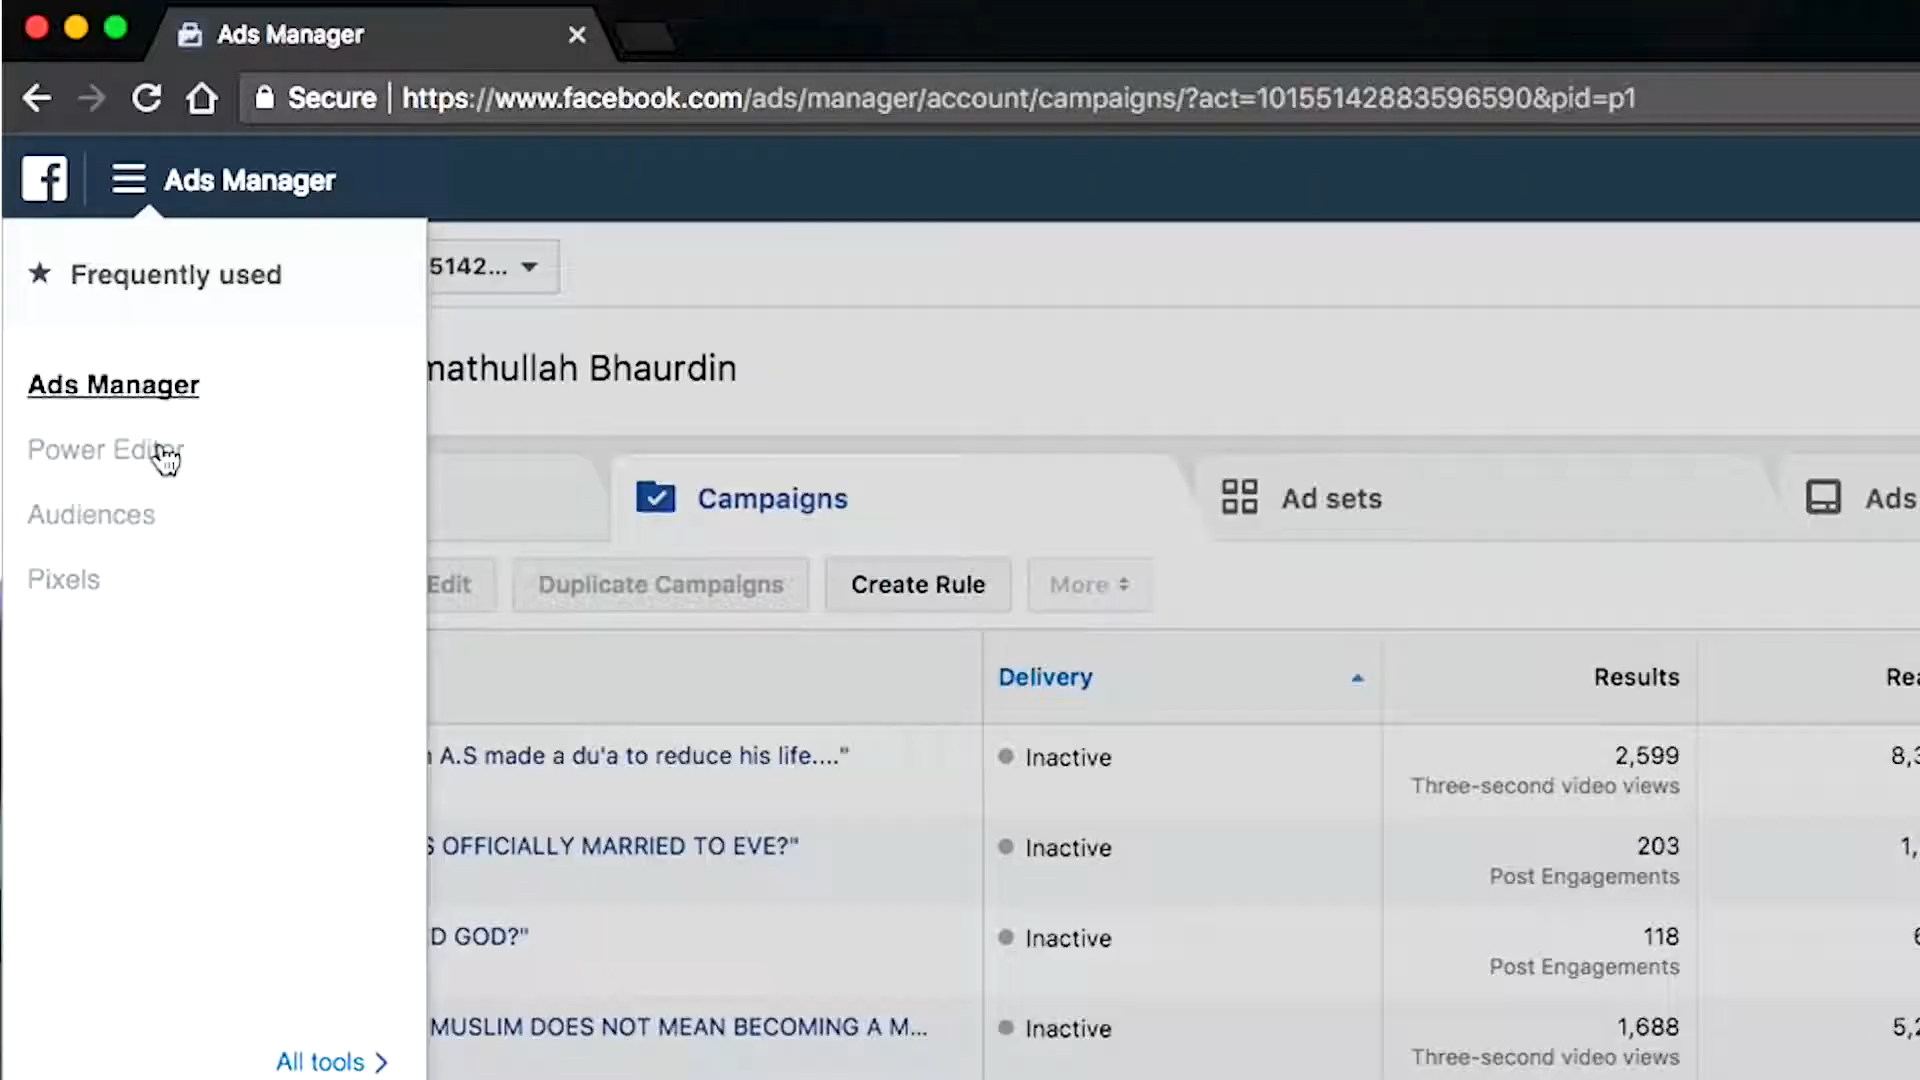 Ads Manager
Secure | https://www.facebook.com/ads/manager/account/campaigns/?act=10155142883596590&pid=p1
Ads Manager
Frequently used
5142...
mathullah Bhaurdin
Ads Manager
Power Editor
Audiences
Pixels
All tools
Campaigns
Ad sets
Ads
Edit
Duplicate Campaigns
Create Rule
More
Delivery
Results
A.S made a du'a to reduce his life...."
Inactive
2,599
Three-second video views
OFFICIALLY MARRIED TO EVE?"
Inactive
203
Post Engagements
GOD?"
Inactive
118
Post Engagements
MUSLIM DOES NOT MEAN BECOMING A M...
Inactive
1,688
Three-second video views